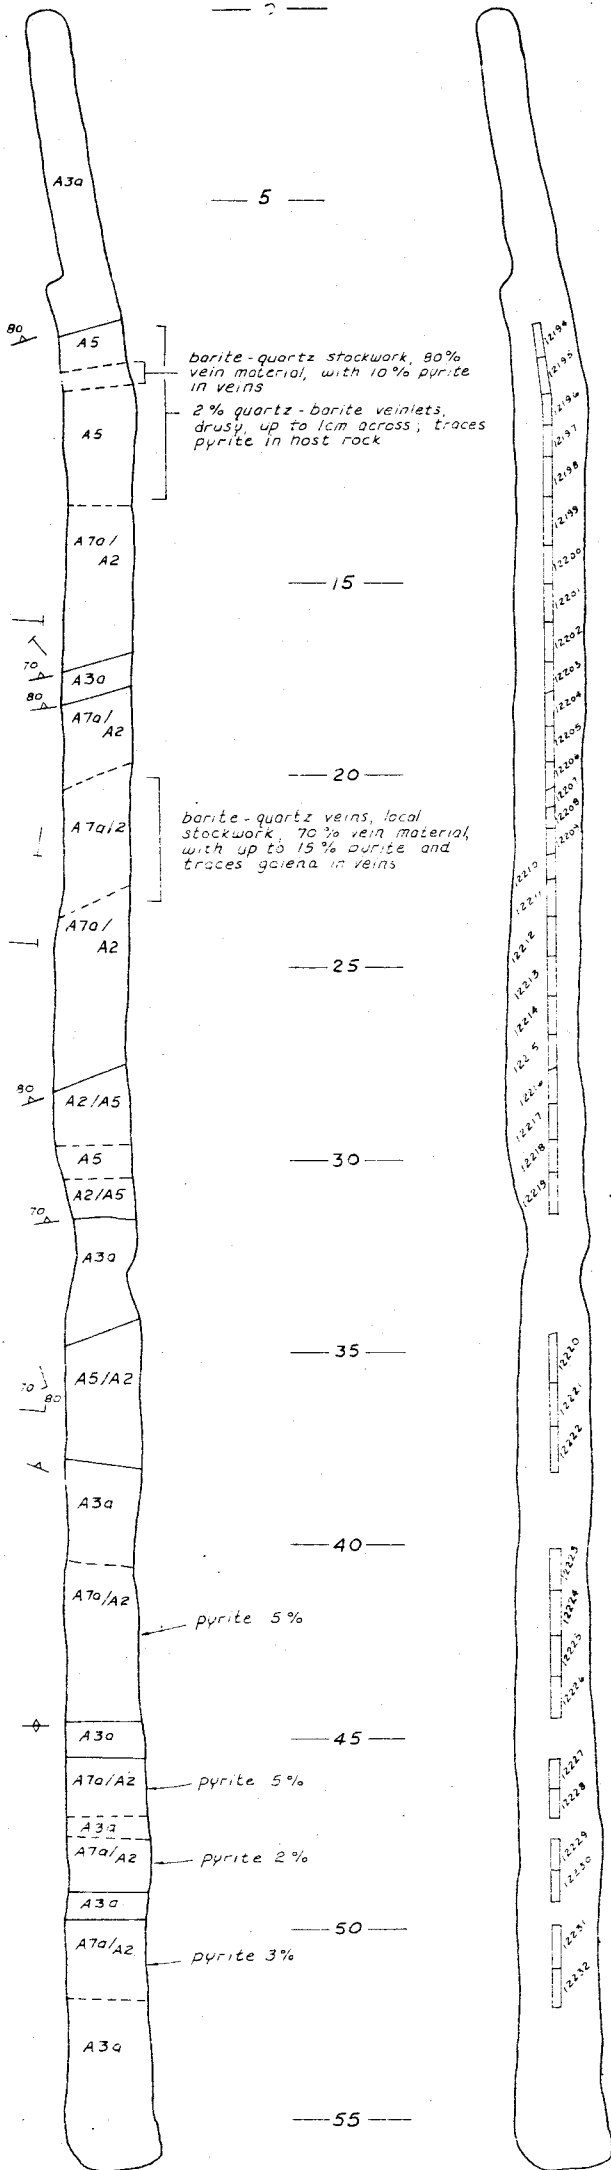 0
A3a
5
80
A5
barite-quartz stockwork, 80%
vein material, with 10% pyrite
in veins
A5
2% quartz-barite veinlets,
drusy, up to 1cm across; traces
pyrite in host rock
A7a/
A2
15
70
A3a
80
A7a/
A2
20
A7a/2
barite-quartz veins, local
stockwork, 70% vein material,
with up to 15% pyrite and
traces galena in veins
A7a/
A2
25
80
A2/A5
A5
30
A2/A5
70
A3a
35
A5/A2
70
80
A3a
40
A7a/A2
pyrite 5%
A3a
45
A7a/A2
pyrite 5%
A3a
A7a/A2
pyrite 2%
A3a
50
A7a/A2
pyrite 3%
A3a
55
12194
12195
12196
12197
12198
12199
12200
12201
12202
12203
12204
12205
12206
12207
12208
12209
12210
12211
12212
12213
12214
12216
12217
12218
12219
12220
12221
12222
12223
12224
12225
12226
12227
12228
12229
12230
12231
12232